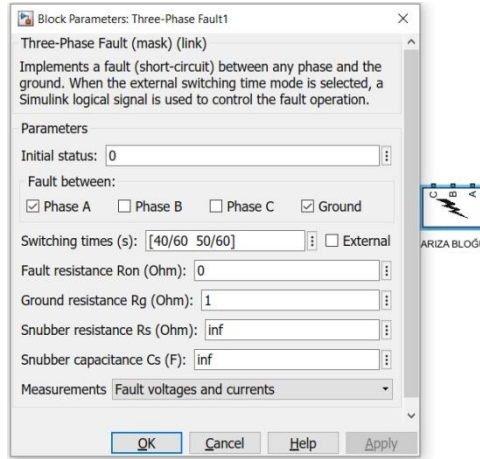 Block Parameters: Three-Phase Fault1
Three-Phase Fault (mask) (link)
Implements a fault (short-circuit) between any phase and the
ground. When the external switching time mode is selected, a
Simulink logical signal is used to control the fault operation.
Parameters
Initial status: 0
Fault between:
Phase A Phase B Phase C Ground
Switching times (s): [40/60 50/60] External
Fault resistance Ron (Ohm): 0
Ground resistance Rg (Ohm): 1
Snubber resistance Rs (Ohm): inf
Snubber capacitance Cs (F): inf
Measurements Fault voltages and currents
OK Cancel Help Apply
C B A
ARIZA